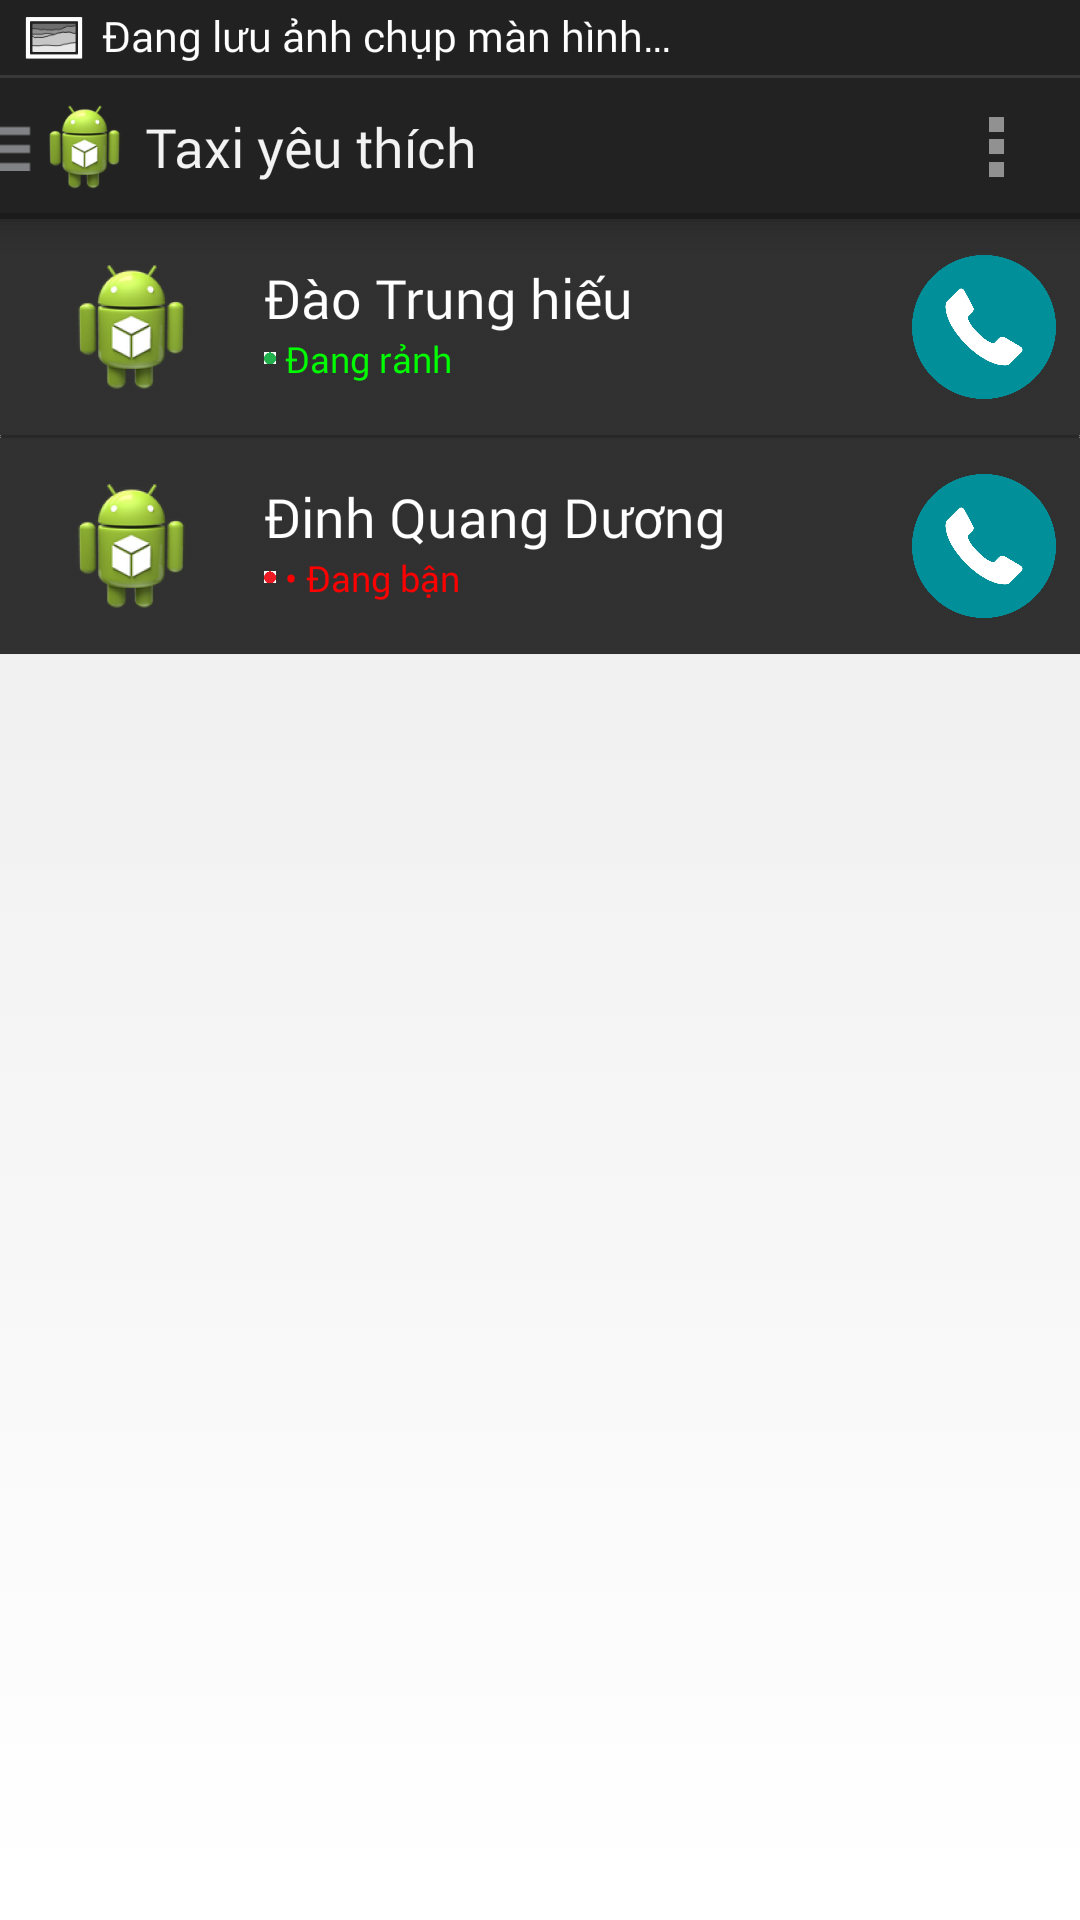 Đang lưu ảnh chụp màn hình...
Taxi yêu thích
Đào Trung hiếu
Đang rảnh
Đinh Quang Dương
• Đang bận